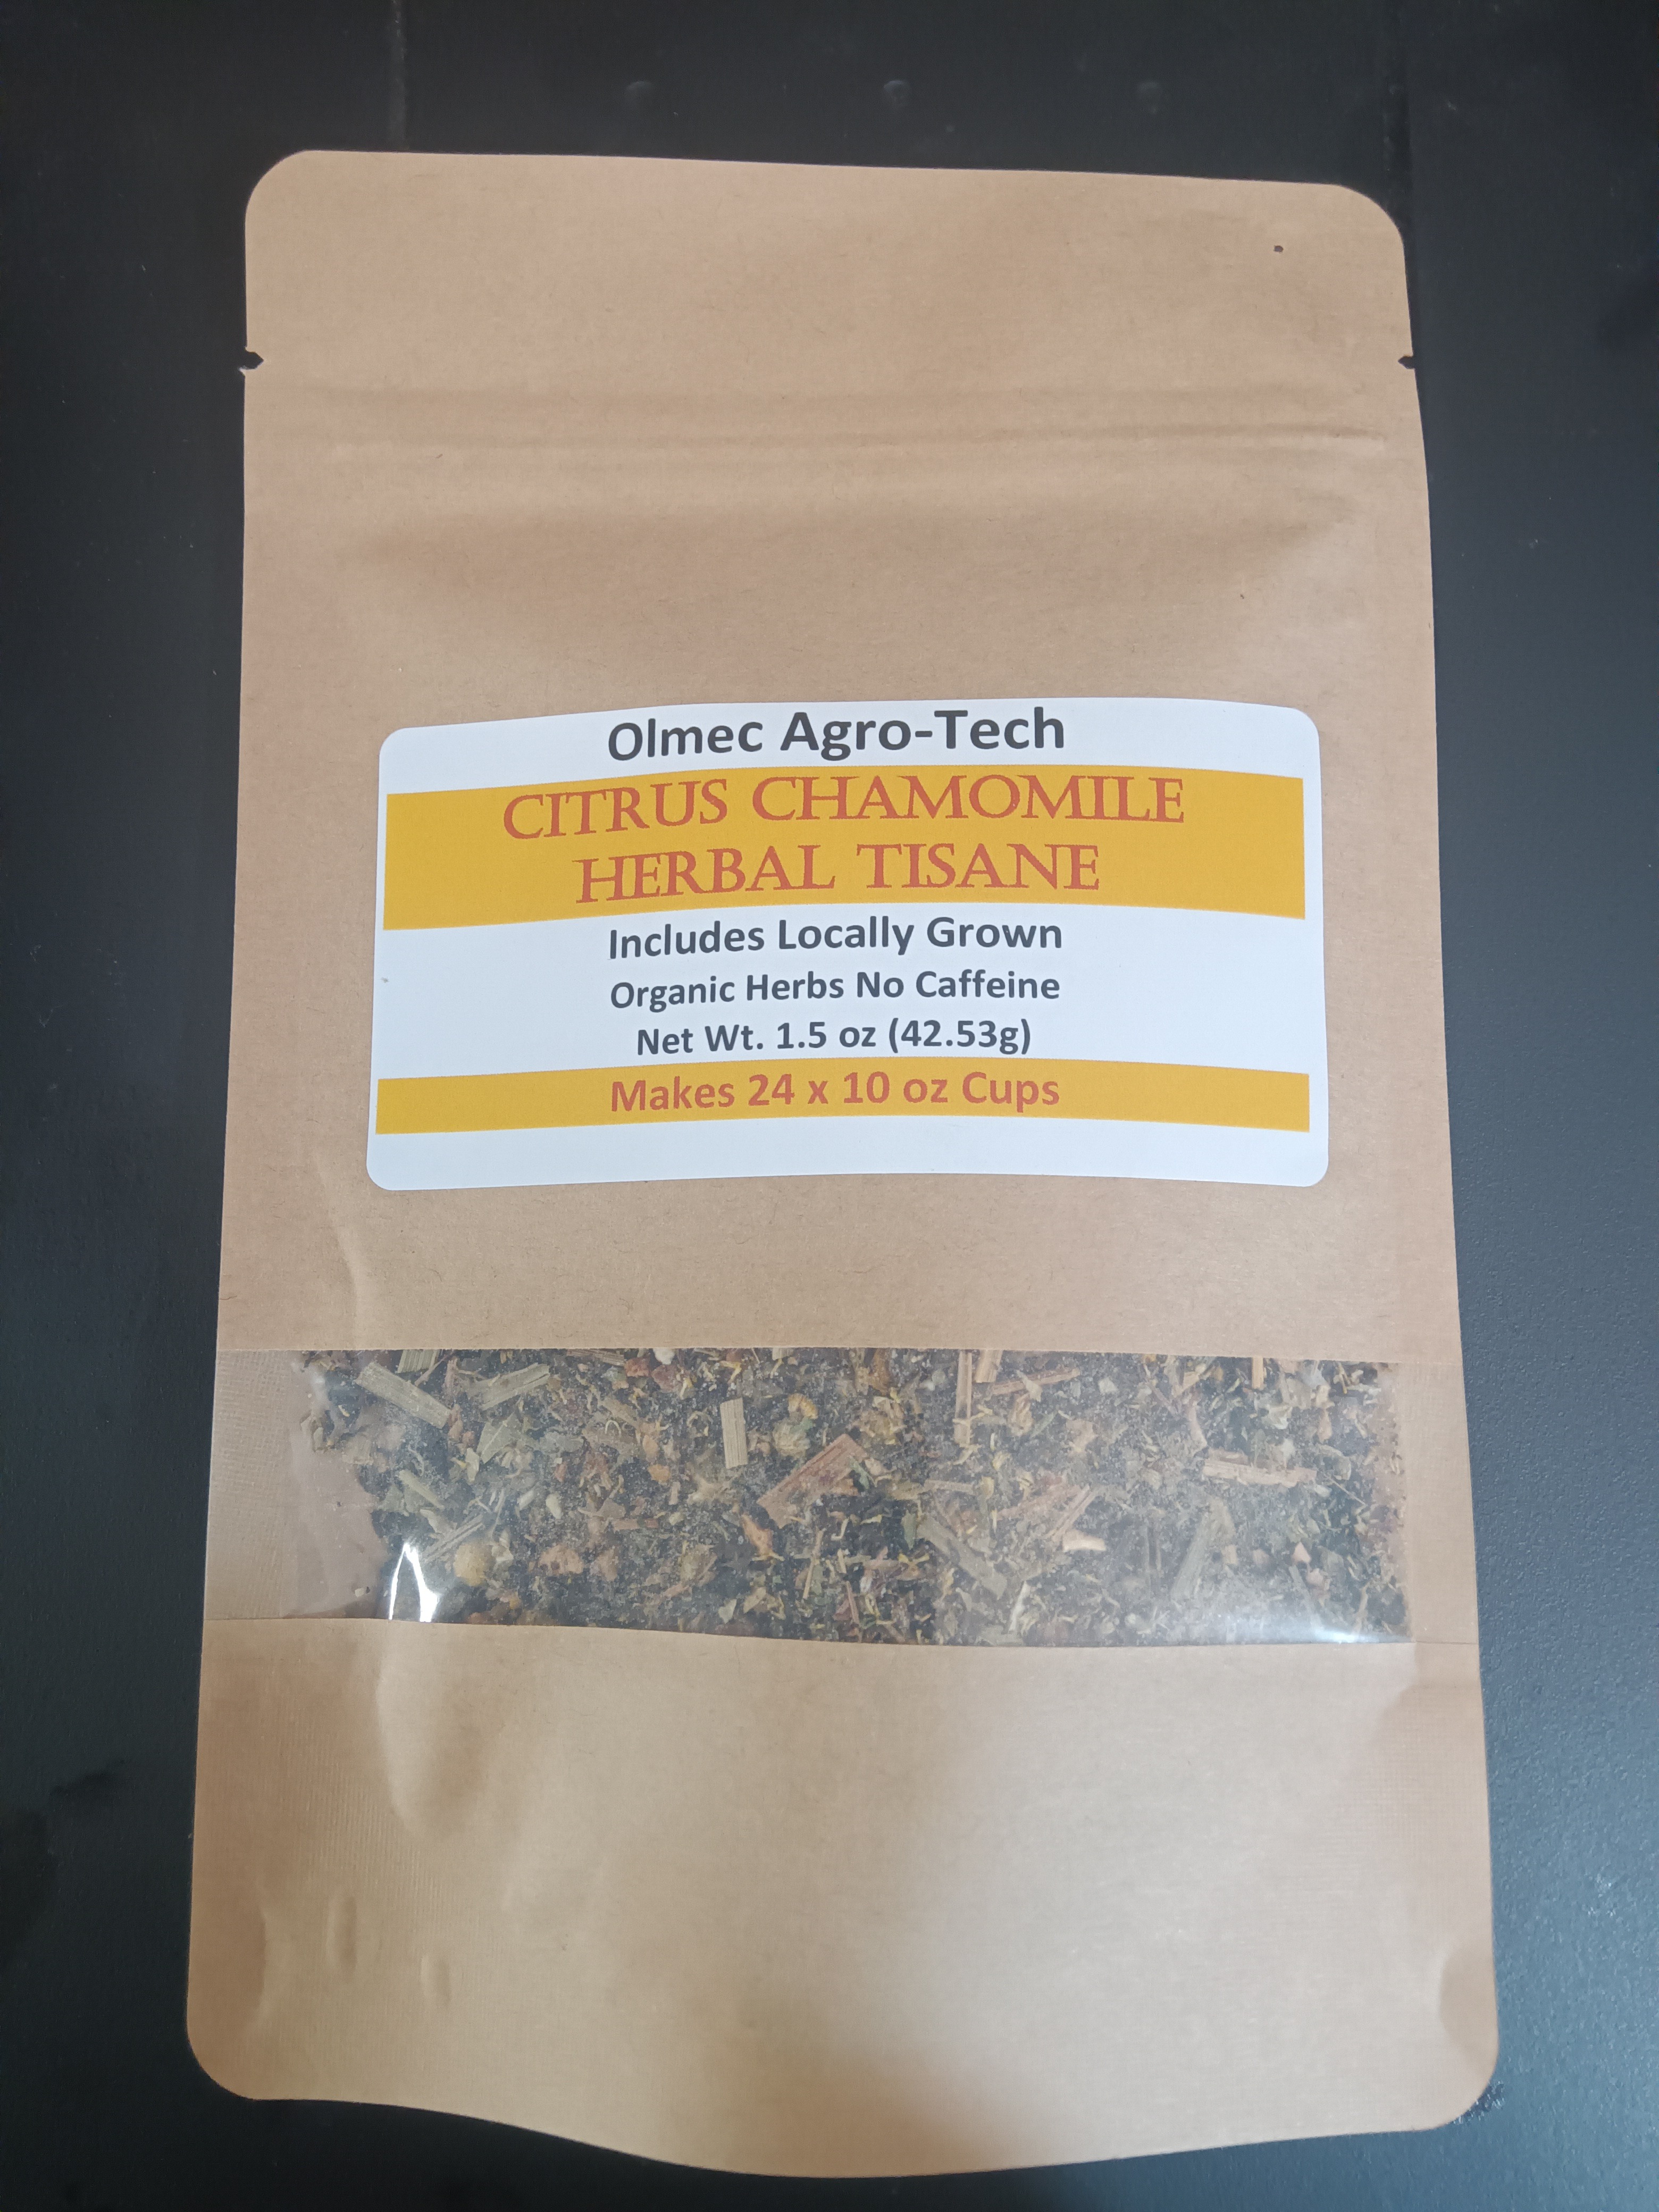 Olmec Agro-Tech
CITRUS CHAMOMILE
HERBAL TISANE
Includes Locally Grown
Organic Herbs No Caffeine
Net Wt. 1.5 oz (42.53g)
Makes 24 x 10 oz Cups